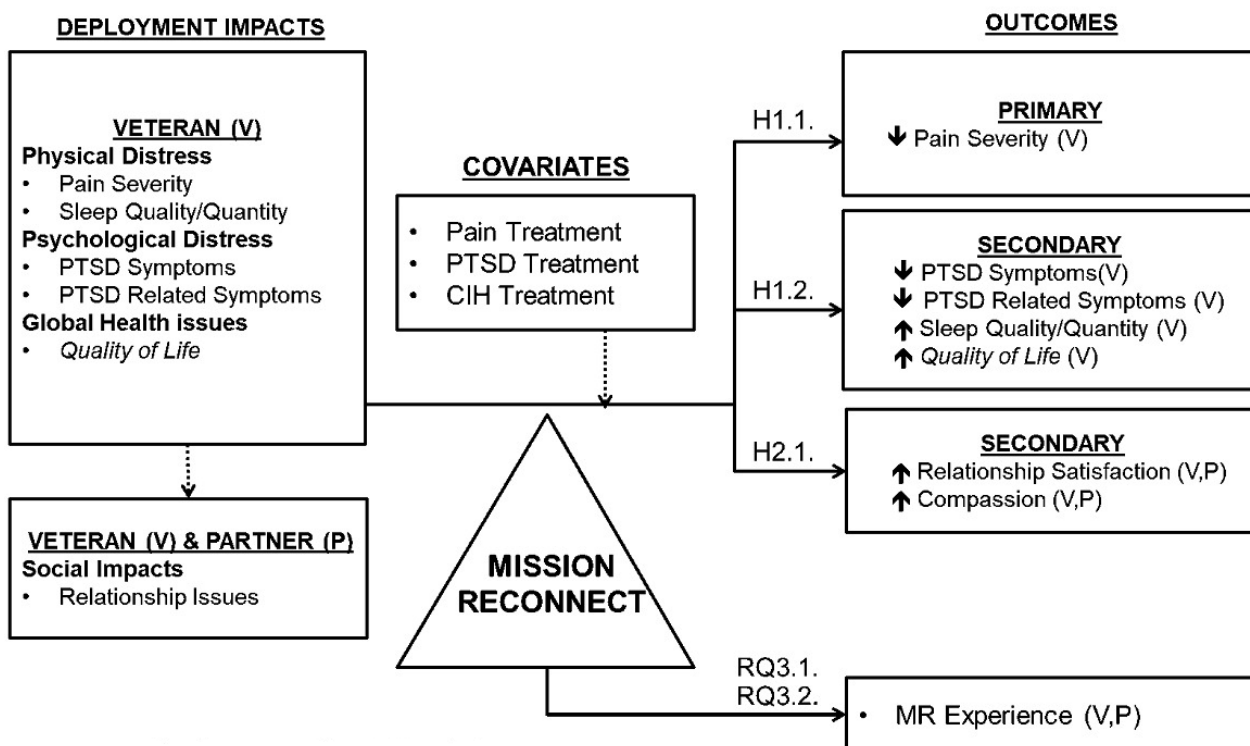 DEPLOYMENT IMPACTS
VETERAN (V)
Physical Distress
• Pain Severity
• Sleep Quality/Quantity
Psychological Distress
• PTSD Symptoms
• PTSD Related Symptoms
Global Health issues
• Quality of Life
VETERAN (V) & PARTNER (P)
Social Impacts
• Relationship Issues
COVARIATES
• Pain Treatment
• PTSD Treatment
• CIH Treatment
MISSION
RECONNECT
H1.1.
H1.2.
H2.1.
RQ3.1.
RQ3.2.
OUTCOMES
PRIMARY
↓ Pain Severity (V)
SECONDARY
↓ PTSD Symptoms(V)
↓ PTSD Related Symptoms (V)
↑ Sleep Quality/Quantity (V)
↑ Quality of Life (V)
SECONDARY
↑ Relationship Satisfaction (V,P)
↑ Compassion (V,P)
• MR Experience (V,P)